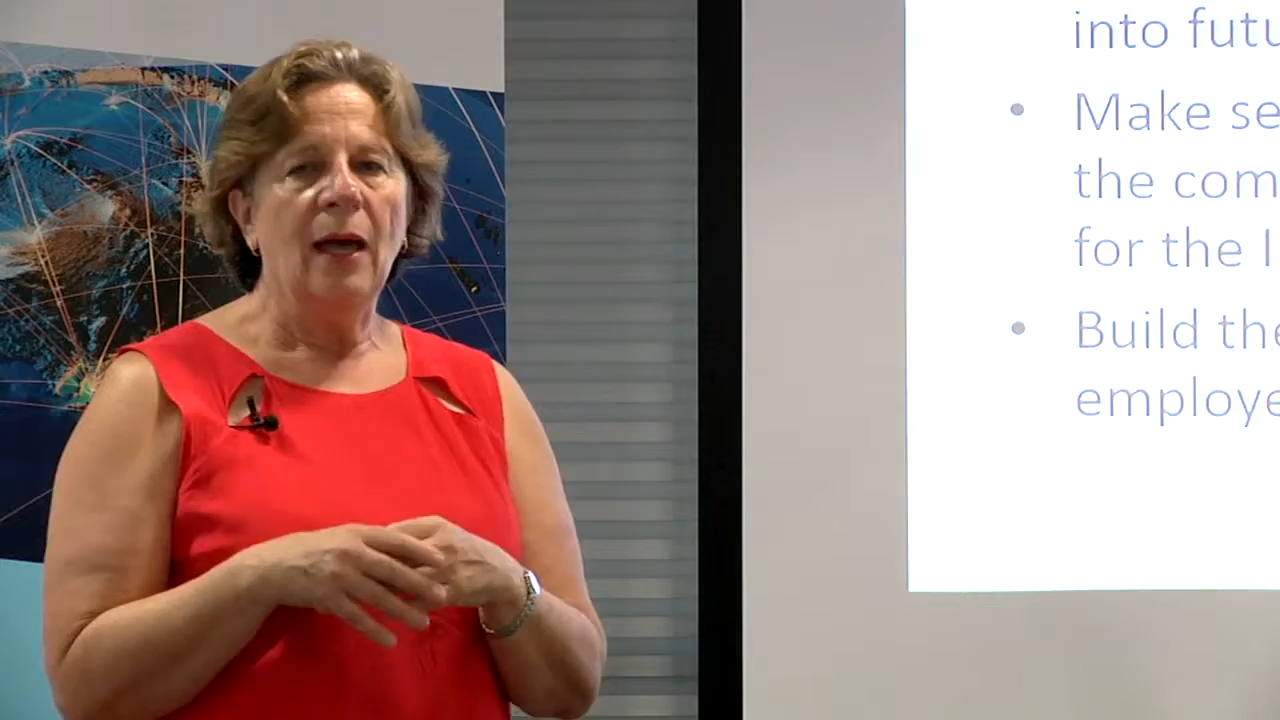 into futu
• Make se
the com
for the I
• Build the
employe